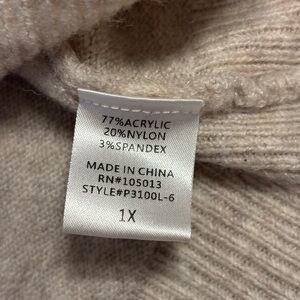 77%ACRYLIC
20%NYLON
3%SPANDEX
MADE IN CHINA
RN#105013
STYLE#P3100L-6
1X